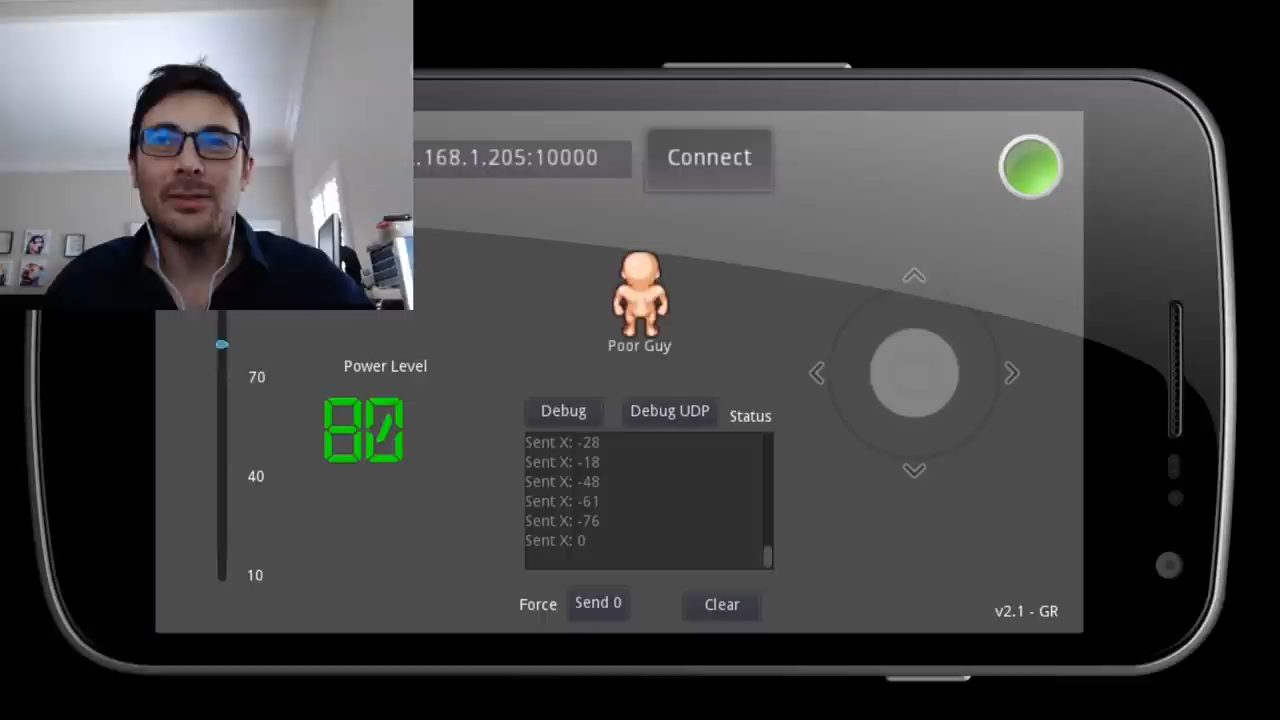 .168.1.205:10000
Connect
Poor Guy
70
Power Level
80
40
10
Debug
Debug UDP
Status
Sent X: -28
Sent X: -18
Sent X: -48
Sent X: -61
Sent X: -76
Sent X: 0
Force
Send 0
Clear
v2.1 - GR